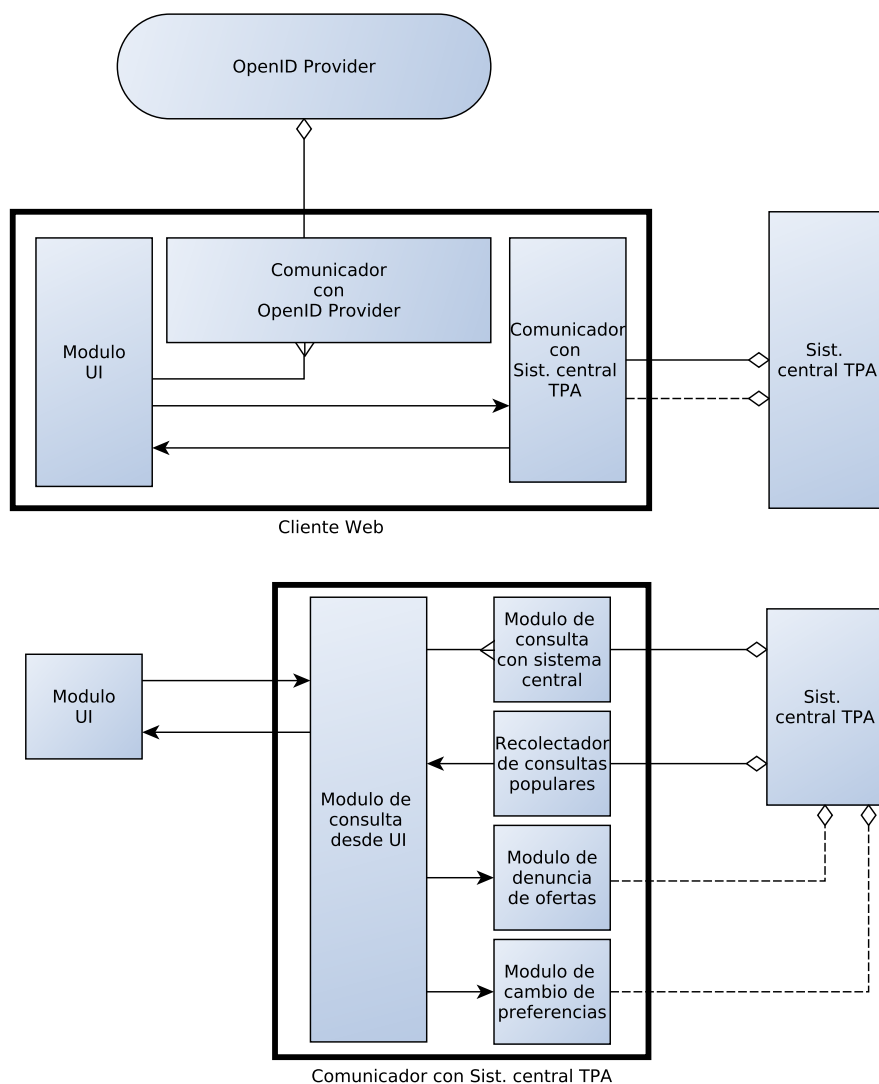 OpenID Provider
Modulo
UI
Comunicador
con
OpenID Provider
Comunicador
con
Sist. central
TPA
Sist.
central TPA
Cliente Web
Modulo
UI
Modulo de
consulta
desde UI
Modulo de
consulta
con sistema
central
Recolectador
de consultas
populares
Modulo de
denuncia
de ofertas
Modulo de
cambio de
preferencias
Sist.
central TPA
Comunicador con Sist. central TPA